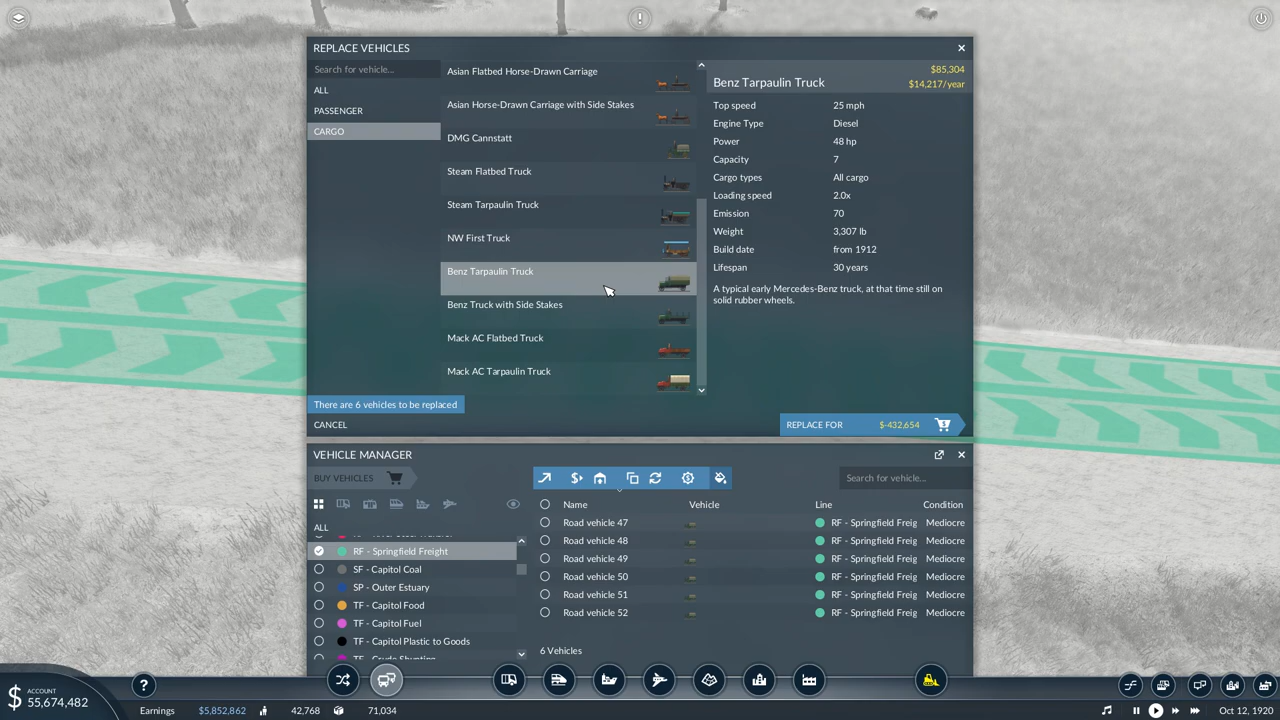 REPLACE VEHICLES
Search for vehicle...
ALL
PASSENGER
CARGO
Asian Flatbed Horse-Drawn Carriage
Asian Horse-Drawn Carriage with Side Stakes
DMG Cannstatt
Steam Flatbed Truck
Steam Tarpaulin Truck
NW First Truck
Benz Tarpaulin Truck
Benz Truck with Side Stakes
Mack AC Flatbed Truck
Mack AC Tarpaulin Truck
$85,304
Benz Tarpaulin Truck $14,217/year
Top speed 25 mph
Engine Type Diesel
Power 48 hp
Capacity 7
Cargo types All cargo
Loading speed 2.0x
Emission 70
Weight 3,307 lb
Build date from 1912
Lifespan 30 years
A typical early Mercedes-Benz truck, at that time still on
solid rubber wheels.
There are 6 vehicles to be replaced
CANCEL
REPLACE FOR $-432,654
VEHICLE MANAGER
BUY VEHICLES
Search for vehicle...
ALL
RF - Springfield Freight
SF - Capitol Coal
SP - Outer Estuary
TF - Capitol Food
TF - Capitol Fuel
TF - Capitol Plastic to Goods
TF - Crude Shunting
Name Vehicle Line Condition
Road vehicle 47 RF - Springfield Freig Mediocre
Road vehicle 48 RF - Springfield Freig Mediocre
Road vehicle 49 RF - Springfield Freig Mediocre
Road vehicle 50 RF - Springfield Freig Mediocre
Road vehicle 51 RF - Springfield Freig Mediocre
Road vehicle 52 RF - Springfield Freig Mediocre
6 Vehicles
$ ACCOUNT
55,674,482
?
Earnings $5,852,862 42,768 71,034
Oct 12, 1920